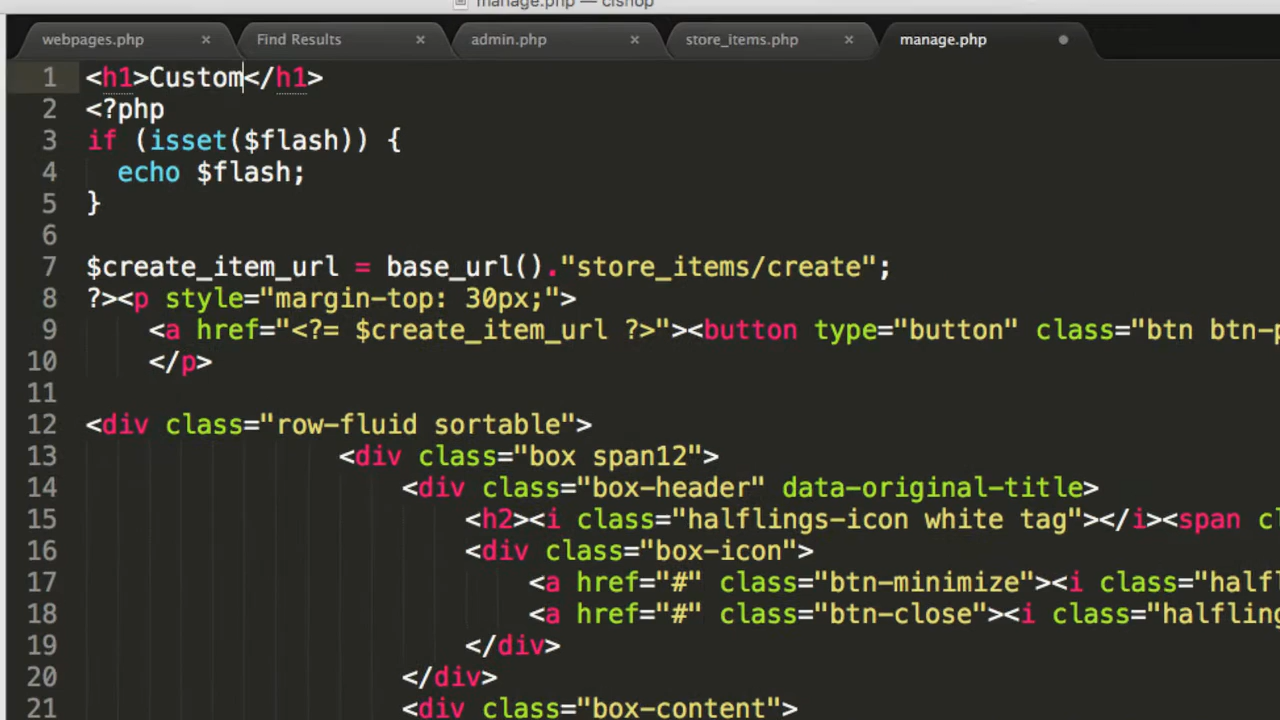 manage.php — cishop
webpages.php × Find Results × admin.php × store_items.php × manage.php
1 <h1>Custom</h1>
2 <?php
3 if (isset($flash)) {
4 echo $flash;
5 }
6
7 $create_item_url = base_url()."store_items/create";
8 ?><p style="margin-top: 30px;">
9 <a href="<?= $create_item_url ?>"><button type="button" class="btn btn-p
10 </p>
11
12 <div class="row-fluid sortable">
13 <div class="box span12">
14 <div class="box-header" data-original-title>
15 <h2><i class="halflings-icon white tag"></i><span c
16 <div class="box-icon">
17 <a href="#" class="btn-minimize"><i class="half
18 <a href="#" class="btn-close"><i class="halfling
19 </div>
20 </div>
21 <div class="box-content">